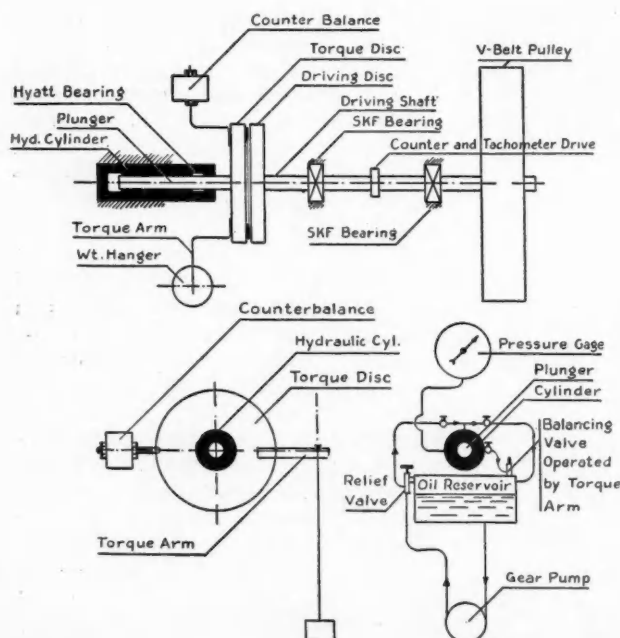 Counter Balance
Torque Disc
Driving Disc
V-Belt Pulley
Hyatt Bearing
Driving Shaft
Plunger
SKF Bearing
Hyd. Cylinder
Counter and Tachometer Drive
Torque Arm
SKF Bearing
Wt. Hanger
Counterbalance
Hydraulic Cyl.
Pressure Gage
Torque Disc
Plunger
Cylinder
Balancing
Valve
Operated
by Torque
Arm
Relief
Valve
Oil Reservoir
Torque Arm
Gear Pump